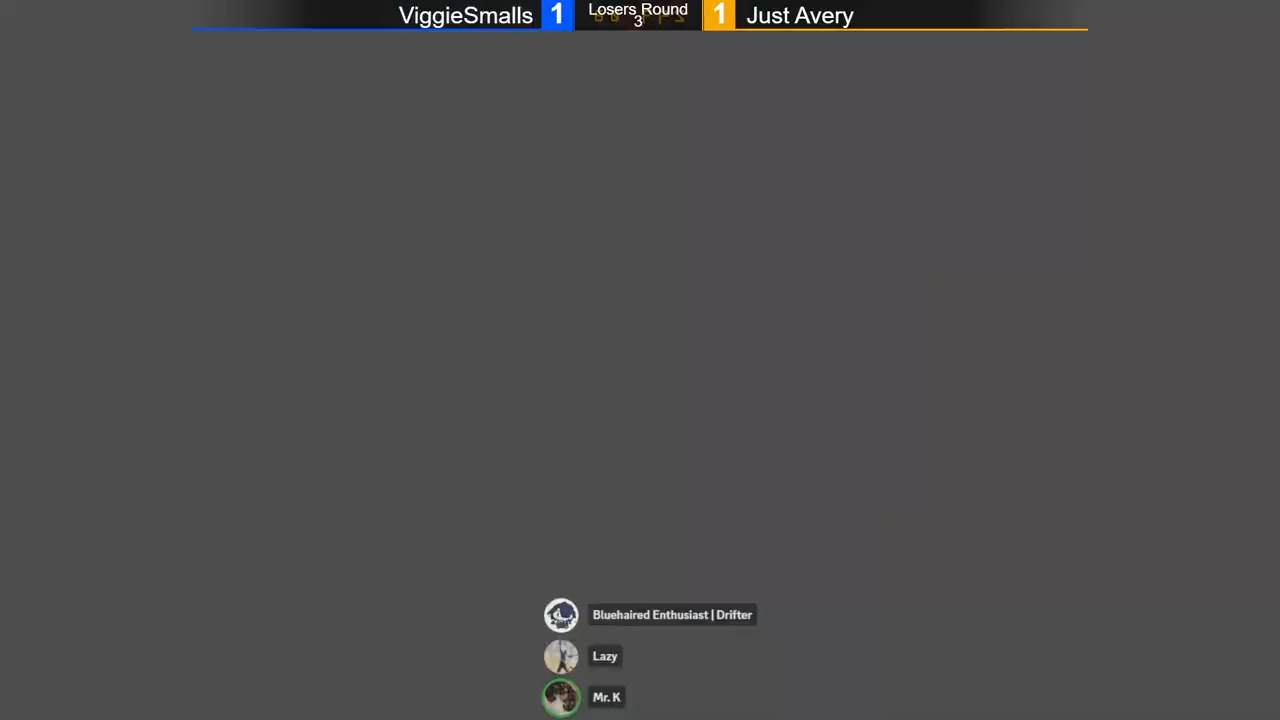 ViggieSmalls 1 Losers Round 1 Just Avery
3
Bluehaired Enthusiast | Drifter
Lazy
Mr. K